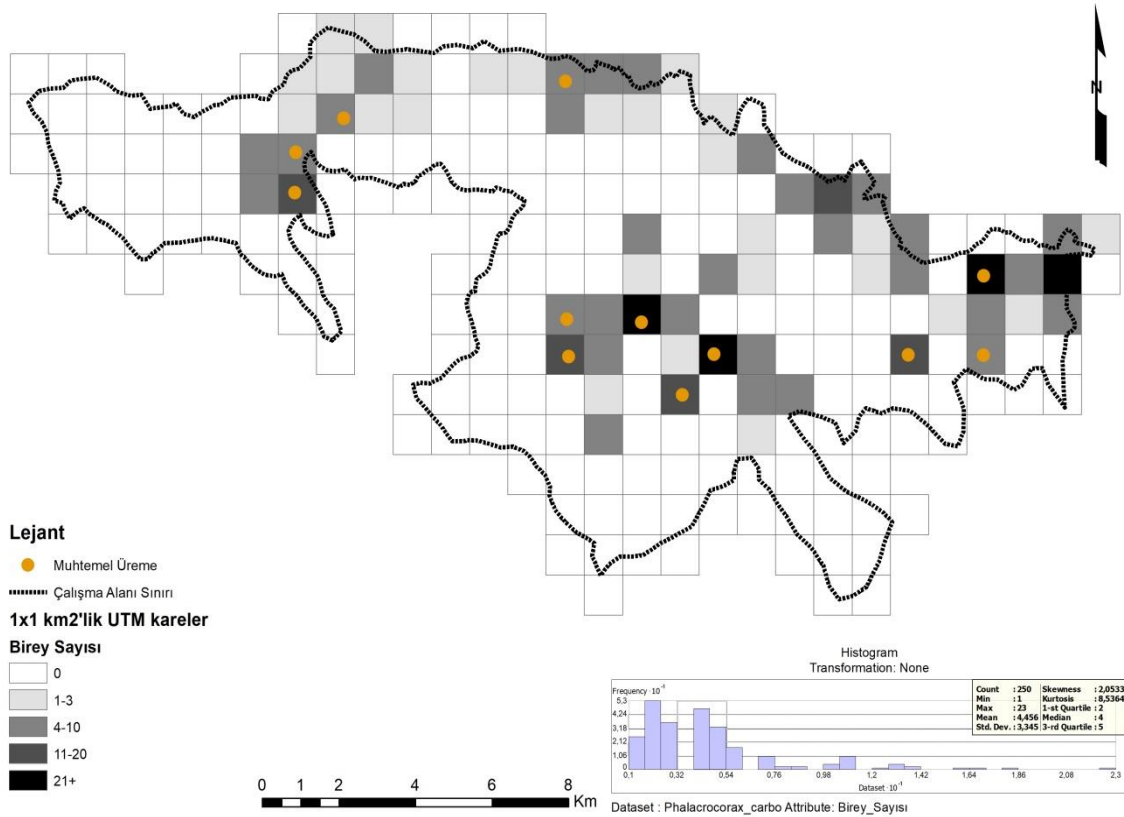 N
Lejant
Muhtemel Üreme
Çalışma Alanı Sınırı
1x1 km2'lik UTM kareler
Birey Sayısı
0
1-3
4-10
11-20
21+
0 1 2 4 6 8
Km
Histogram
Transformation: None
Frequency · 10⁻¹
5,3
4,24
3,18
2,12
1,06
0
0,1 0,32 0,54 0,76 0,98 1,2 1,42 1,64 1,86 2,08 2,3
Dataset · 10⁻¹
Count : 250 Skewness : 2,0533
Min : 1 Kurtosis : 8,5364
Max : 23 1-st Quartile : 2
Mean : 4,456 Median : 4
Std. Dev. : 3,345 3-rd Quartile : 5
Dataset : Phalacrocorax_carbo Attribute: Birey_Sayısı